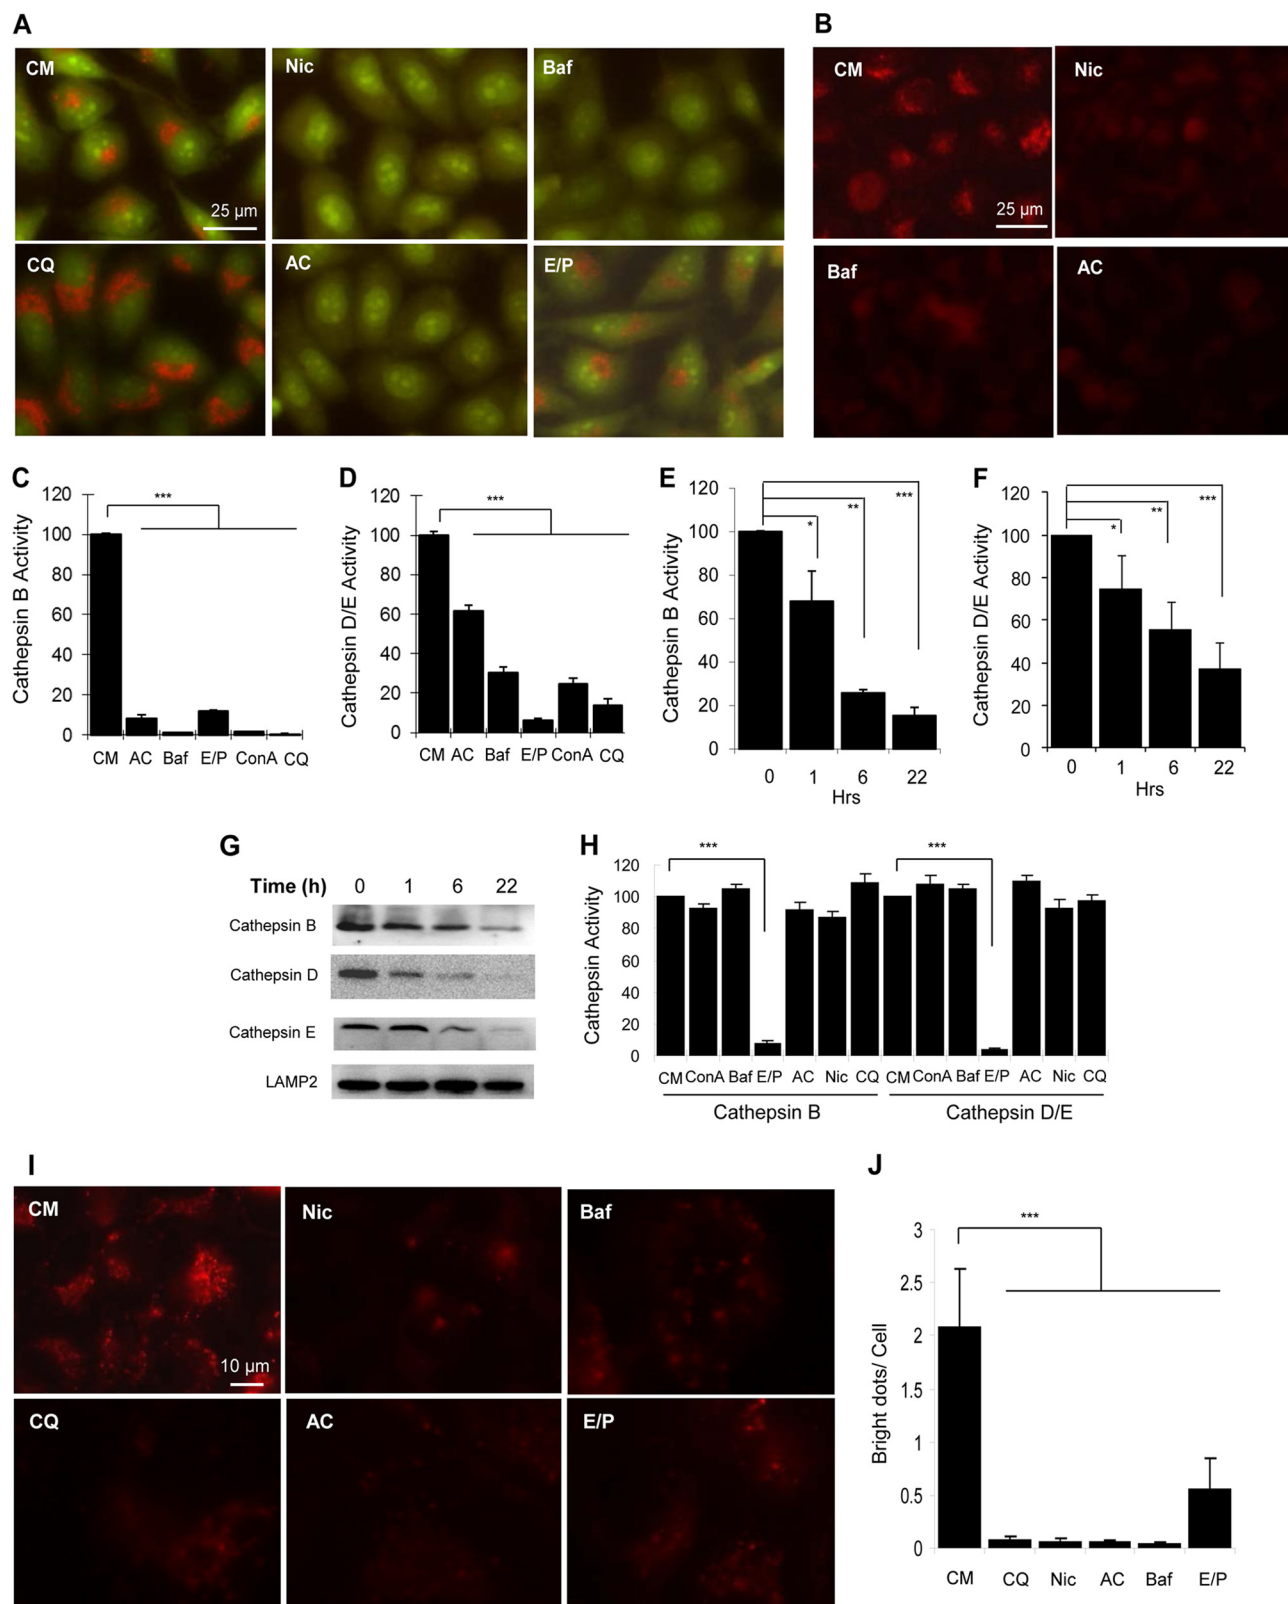 A
CM
Nic
Baf
25 µm
CQ
AC
E/P
B
CM
Nic
25 µm
Baf
AC
C
120
100
80
60
40
20
0
Cathepsin B Activity
***
CM AC Baf E/P ConA CQ
D
120
100
80
60
40
20
0
Cathepsin D/E Activity
***
CM AC Baf E/P ConA CQ
E
120
100
80
60
40
20
0
Cathepsin B Activity
*
**
***
0 1 6 22
Hrs
F
120
100
80
60
40
20
0
Cathepsin D/E Activity
*
**
***
0 1 6 22
Hrs
G
Time (h) 0 1 6 22
Cathepsin B
Cathepsin D
Cathepsin E
LAMP2
H
120
100
80
60
40
20
0
Cathepsin Activity
***
***
CM ConA Baf E/P AC Nic CQ CM ConA Baf E/P AC Nic CQ
Cathepsin B Cathepsin D/E
I
CM
Nic
Baf
10 µm
CQ
AC
E/P
J
3
2.5
2
1.5
1
0.5
0
Bright dots/ Cell
***
CM CQ Nic AC Baf E/P